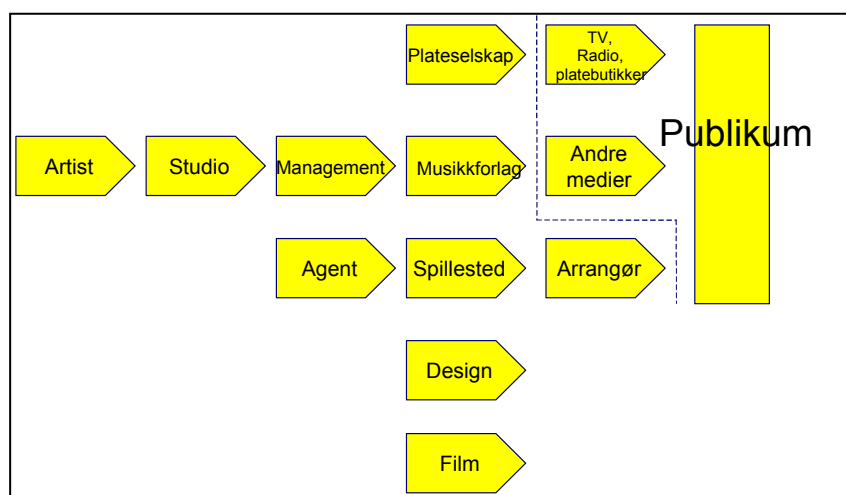 Plateselskap
TV,
Radio,
platebutikker
Publikum
Artist
Studio
Management
Musikkforlag
Andre
medier
Agent
Spillested
Arrangør
Design
Film